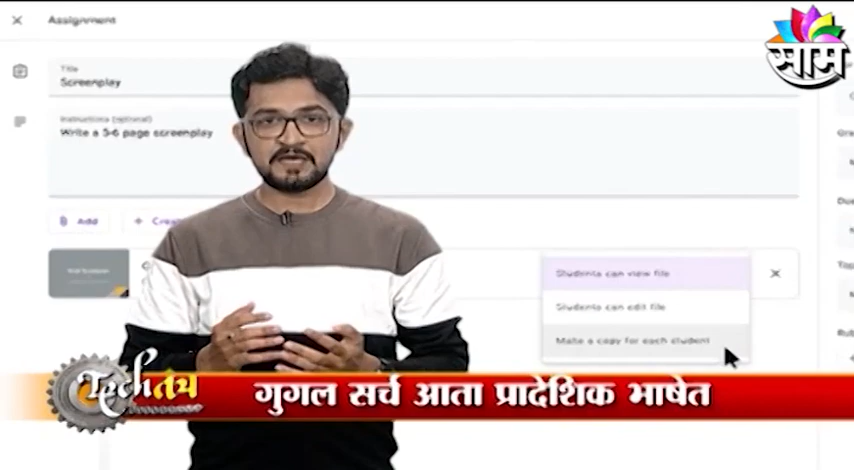 Assignment
साम
Title
Screenplay
Instructions (optional)
Write a 5-6 page screenplay
Add
Students can view file
Students can edit file
Make a copy for each student
Techतंत्र
गुगल सर्च आता प्रादेशिक भाषेत